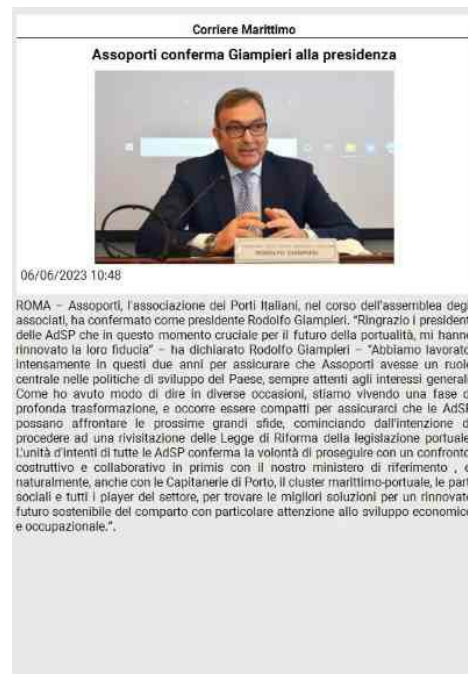 Corriere Marittimo
Assoporti conferma Giampieri alla presidenza
RODOLFO GIAMPIERI
06/06/2023 10:48
ROMA – Assoporti, l'associazione dei Porti Italiani, nel corso dell'assemblea degl
associati, ha confermato come presidente Rodolfo Giampieri. “Ringrazio i president
delle AdSP che in questo momento cruciale per il futuro della portualità, mi hanno
rinnovato la loro fiducia” – ha dichiarato Rodolfo Giampieri – “Abbiamo lavorato
intensamente in questi due anni per assicurare che Assoporti avesse un ruolo
centrale nelle politiche di sviluppo del Paese, sempre attenti agli interessi generali
Come ho avuto modo di dire in diverse occasioni, stiamo vivendo una fase d
profonda trasformazione, e occorre essere compatti per assicurarci che le AdSP
possano affrontare le prossime grandi sfide, cominciando dall'intenzione d
procedere ad una rivisitazione delle Legge di Riforma della legislazione portuale
L'unità d'intenti di tutte le AdSP conferma la volontà di proseguire con un confronto
costruttivo e collaborativo in primis con il nostro ministero di riferimento , e
naturalmente, anche con le Capitanerie di Porto, il cluster marittimo-portuale, le part
sociali e tutti i player del settore, per trovare le migliori soluzioni per un rinnovato
futuro sostenibile del comparto con particolare attenzione allo sviluppo economico
e occupazionale.”.